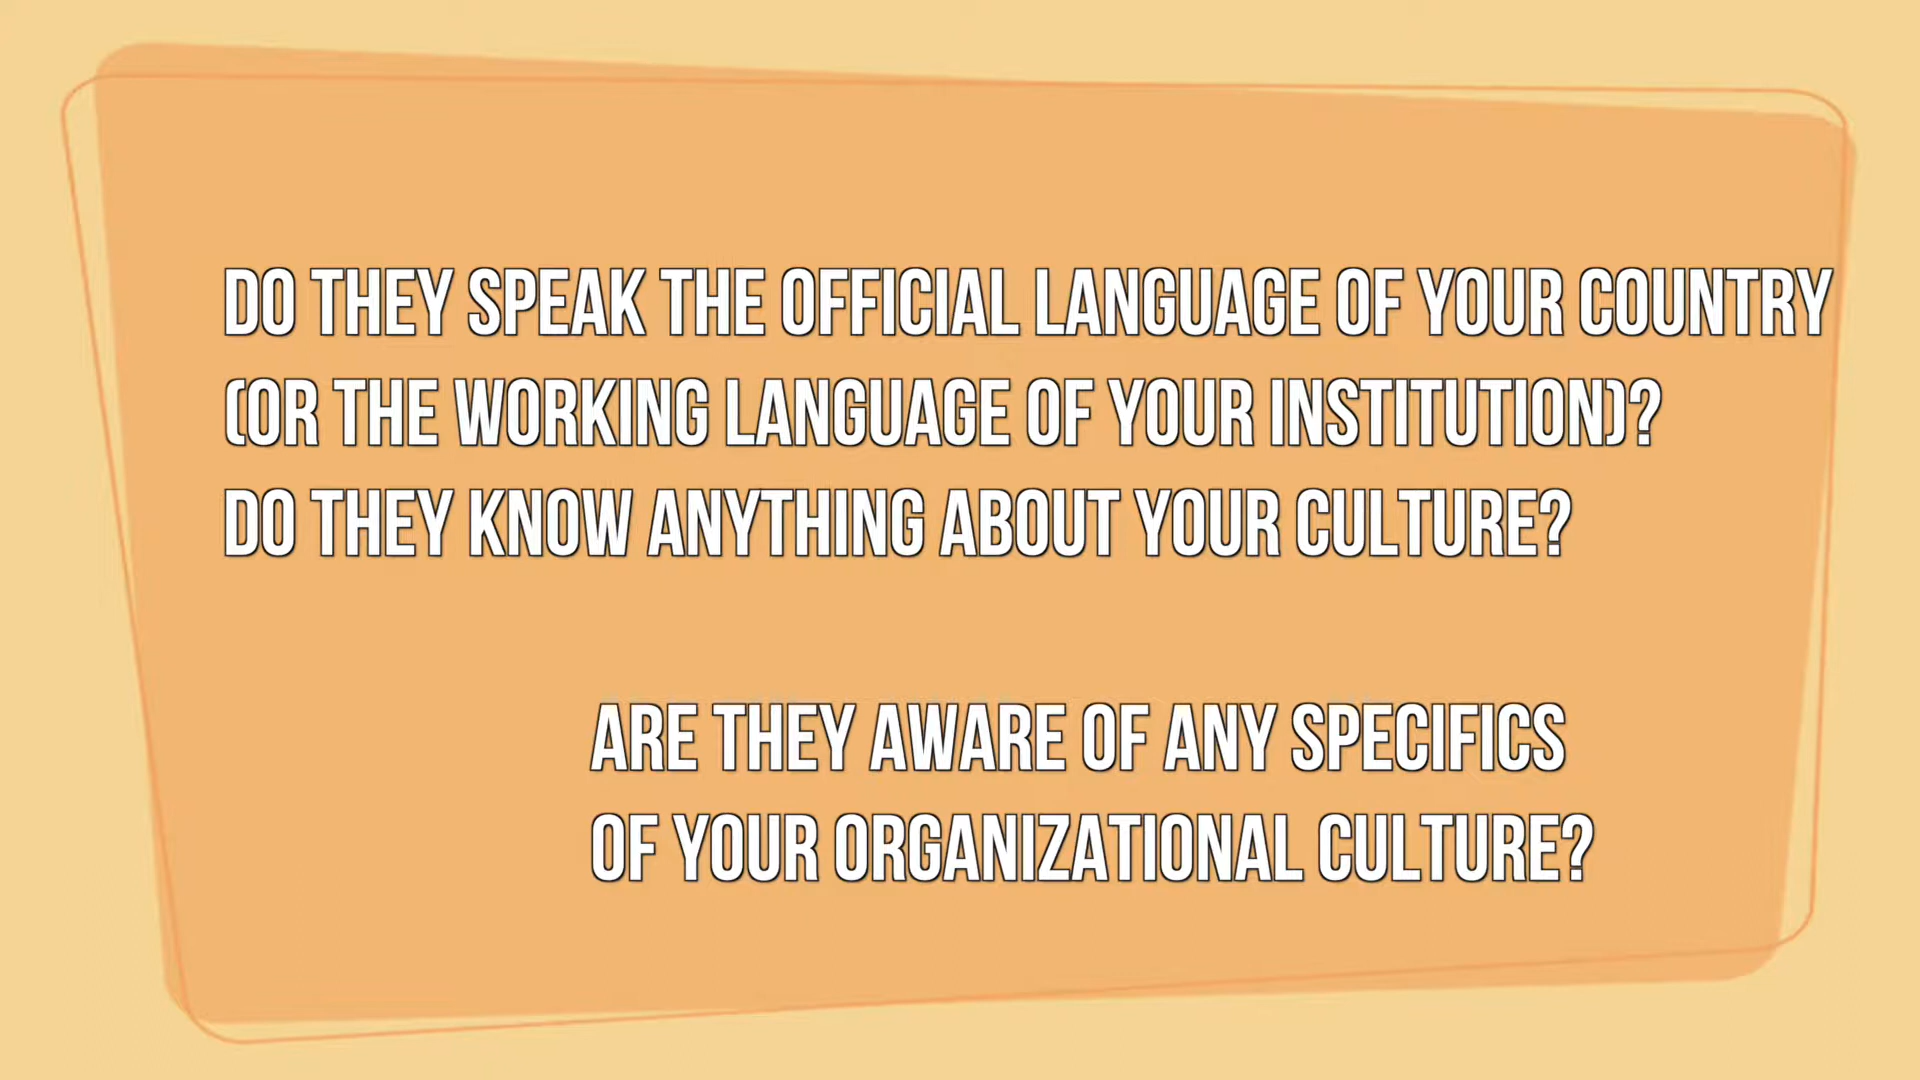 DO THEY SPEAK THE OFFICIAL LANGUAGE OF YOUR COUNTRY
(OR THE WORKING LANGUAGE OF YOUR INSTITUTION)?
DO THEY KNOW ANYTHING ABOUT YOUR CULTURE?
ARE THEY AWARE OF ANY SPECIFICS
OF YOUR ORGANIZATIONAL CULTURE?